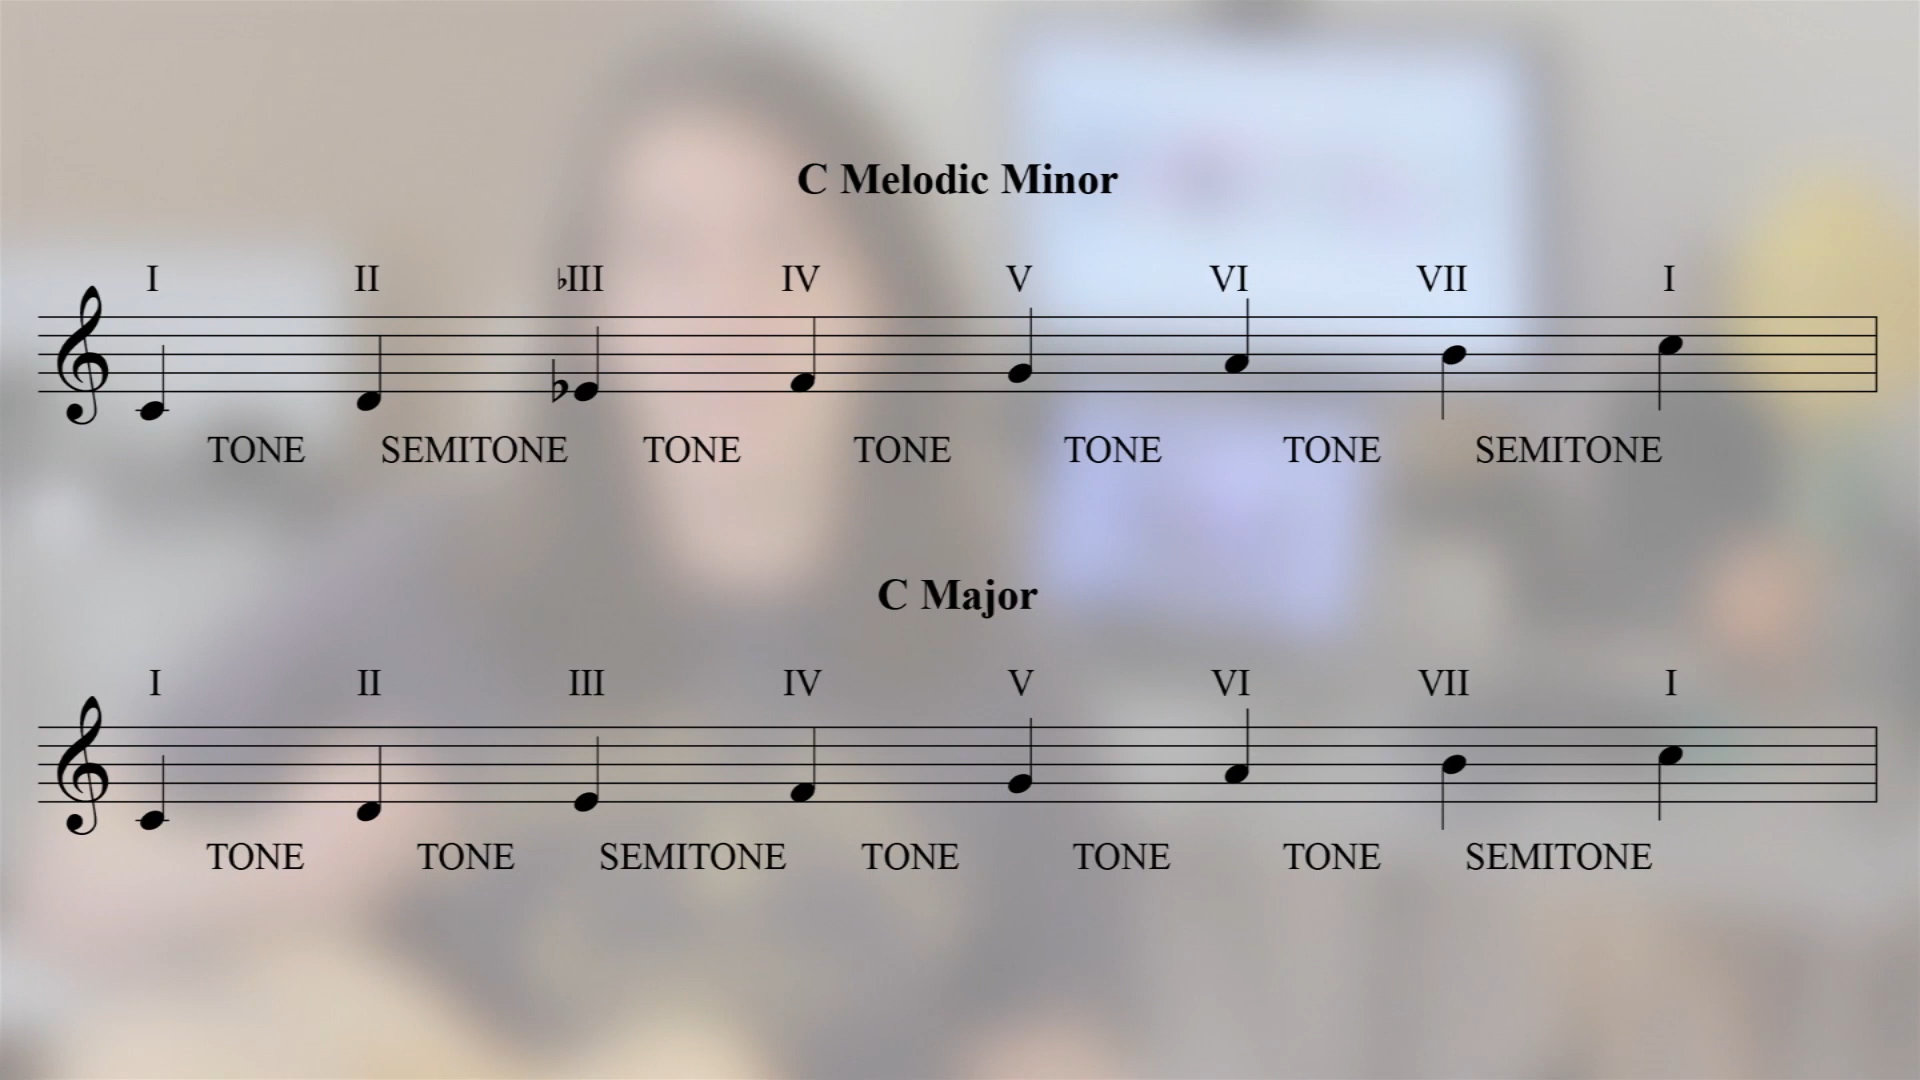 C Melodic Minor
I II ♭III IV V VI VII I
TONE SEMITONE TONE TONE TONE TONE SEMITONE
C Major
I II III IV V VI VII I
TONE TONE SEMITONE TONE TONE TONE SEMITONE